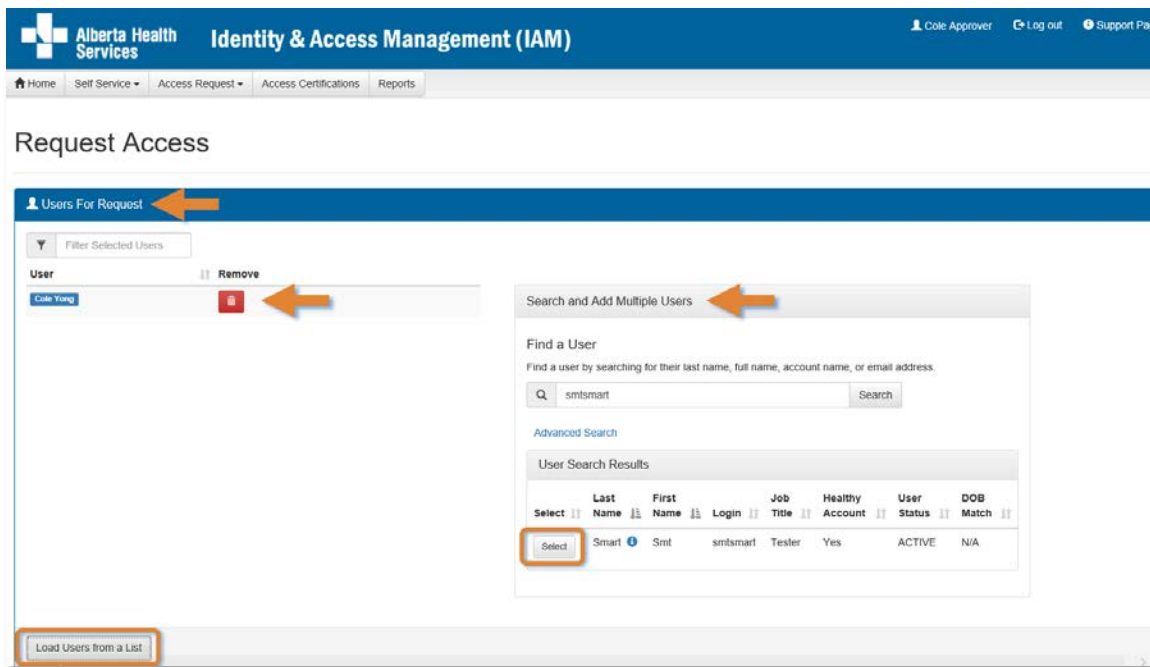 Alberta Health Services
Identity & Access Management (IAM)
Cole Approver Log out Support Pa
Home Self Service Access Request Access Certifications Reports
Request Access
Users For Request
Filter Selected Users
User Remove
Cole Yong
Search and Add Multiple Users
Find a User
Find a user by searching for their last name, full name, account name, or email address.
smtsmart Search
Advanced Search
User Search Results
Select Last Name First Name Login Job Title Healthy Account User Status DOB Match
Select Smart Smt smtsmart Tester Yes ACTIVE N/A
Load Users from a List